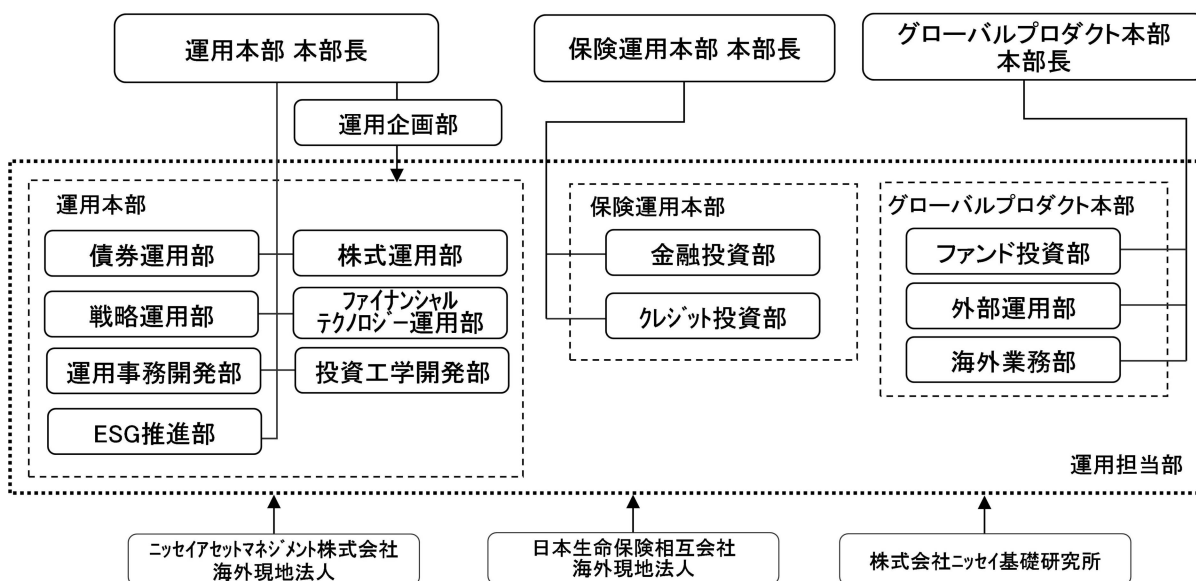 運用本部 本部長
保険運用本部 本部長
グローバルプロダクト本部
本部長
運用企画部
運用本部
債券運用部
株式運用部
戦略運用部
ファイナンシャル
テクノロジー運用部
運用事務開発部
投資工学開発部
ESG推進部
保険運用本部
金融投資部
クレジット投資部
グローバルプロダクト本部
ファンド投資部
外部運用部
海外業務部
運用担当部
ニッセイアセットマネジメント株式会社
海外現地法人
日本生命保険相互会社
海外現地法人
株式会社ニッセイ基礎研究所